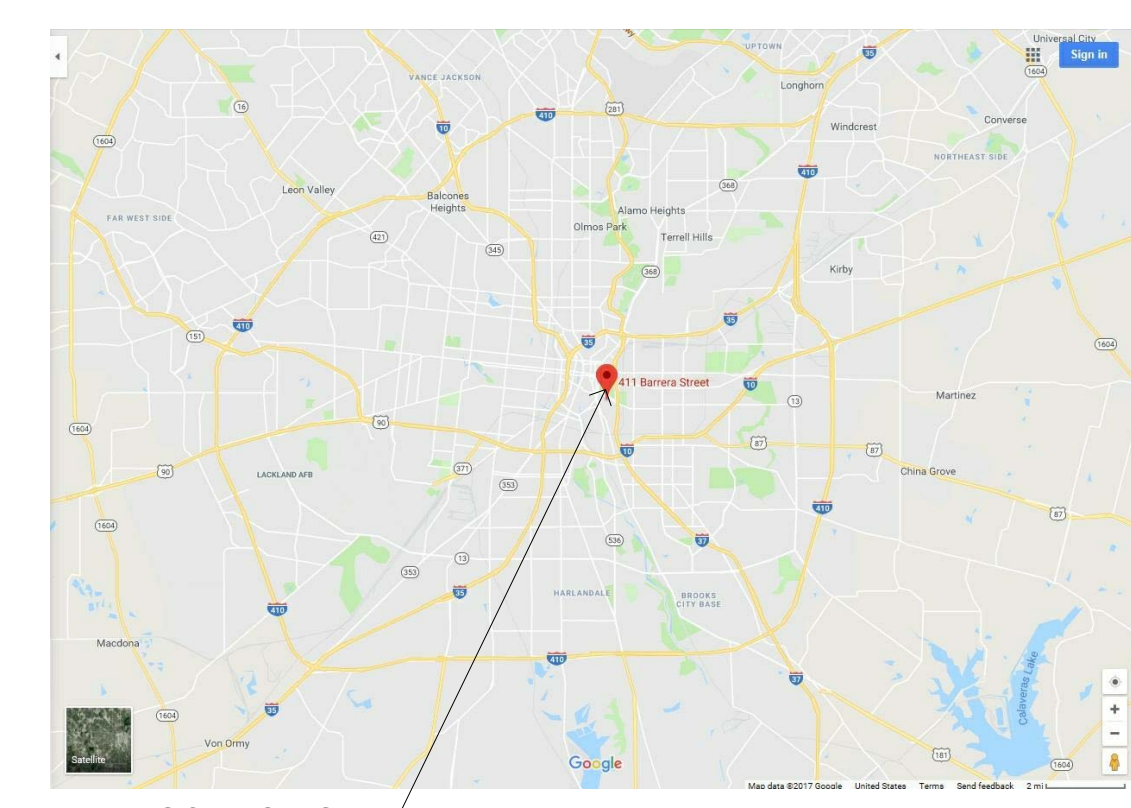 Universal City
UPTOWN
35
Sign in
VANCE JACKSON
1604
Longhorn
16
281
410
10
Windcrest
Converse
1604
NORTHEAST SIDE
410
Leon Valley
368
Balcones
Heights
Alamo Heights
FAR WEST SIDE
Olmos Park
421
Terrell Hills
345
368
Kirby
35
410
151
35
1604
411 Barrera Street
10
Martinez
13
90
1604
87
87
10
90
LACKLAND AFB
371
China Grove
353
410
87
1604
536
37
13
353
35
HARLANDALE
BROOKS
CITY BASE
410
Macdona
410
37
Calaveras Lake
35
1604
Von Ormy
Satellite
Google
181
1604
Map data ©2017 Google United States Terms Send feedback 2 mi